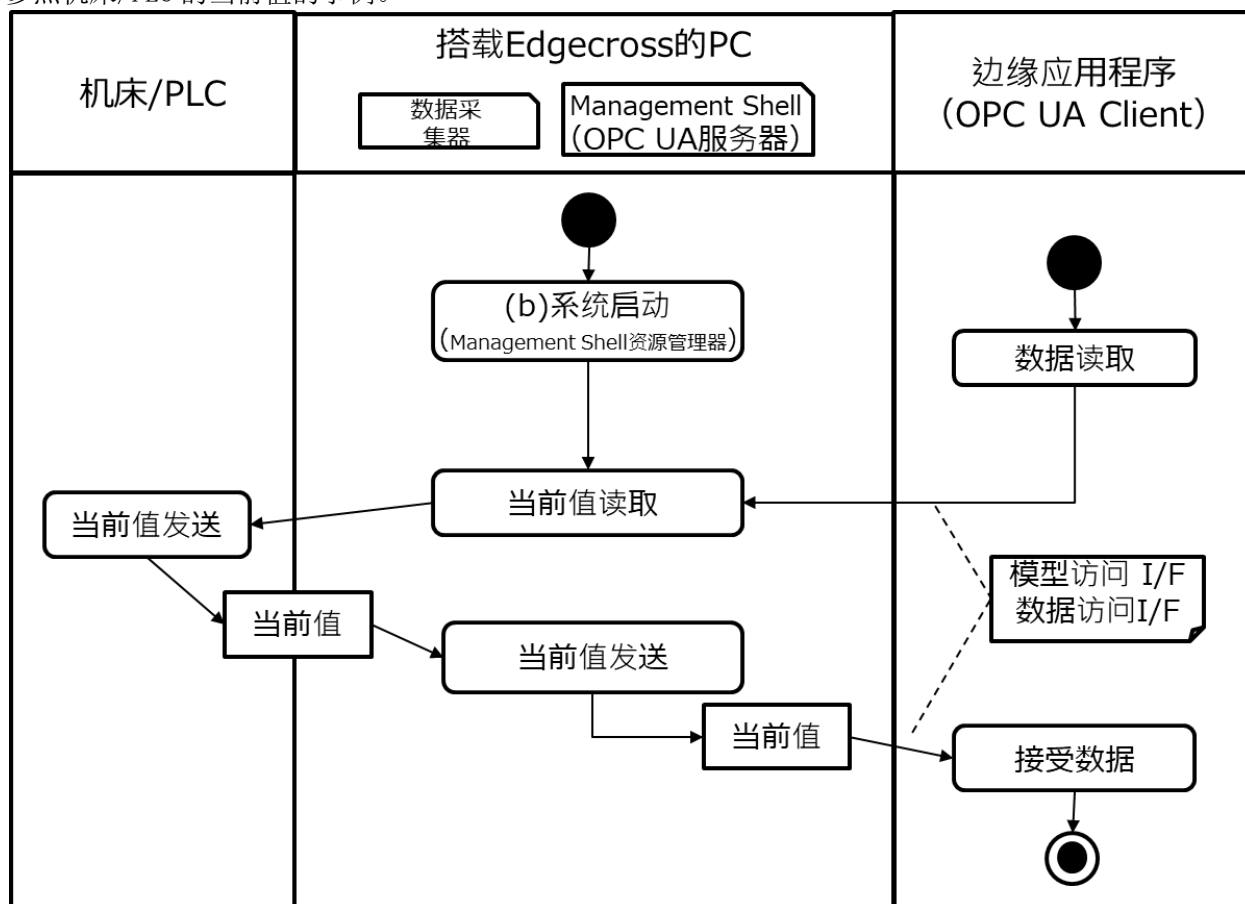 机床/PLC
搭载Edgecross的PC
数据采
集器
Management Shell
(OPC UA服务器)
边缘应用程序
(OPC UA Client)
(b)系统启动
(Management Shell资源管理器)
数据读取
当前值读取
当前值发送
模型访问 I/F
数据访问I/F
当前值
当前值发送
当前值
接受数据